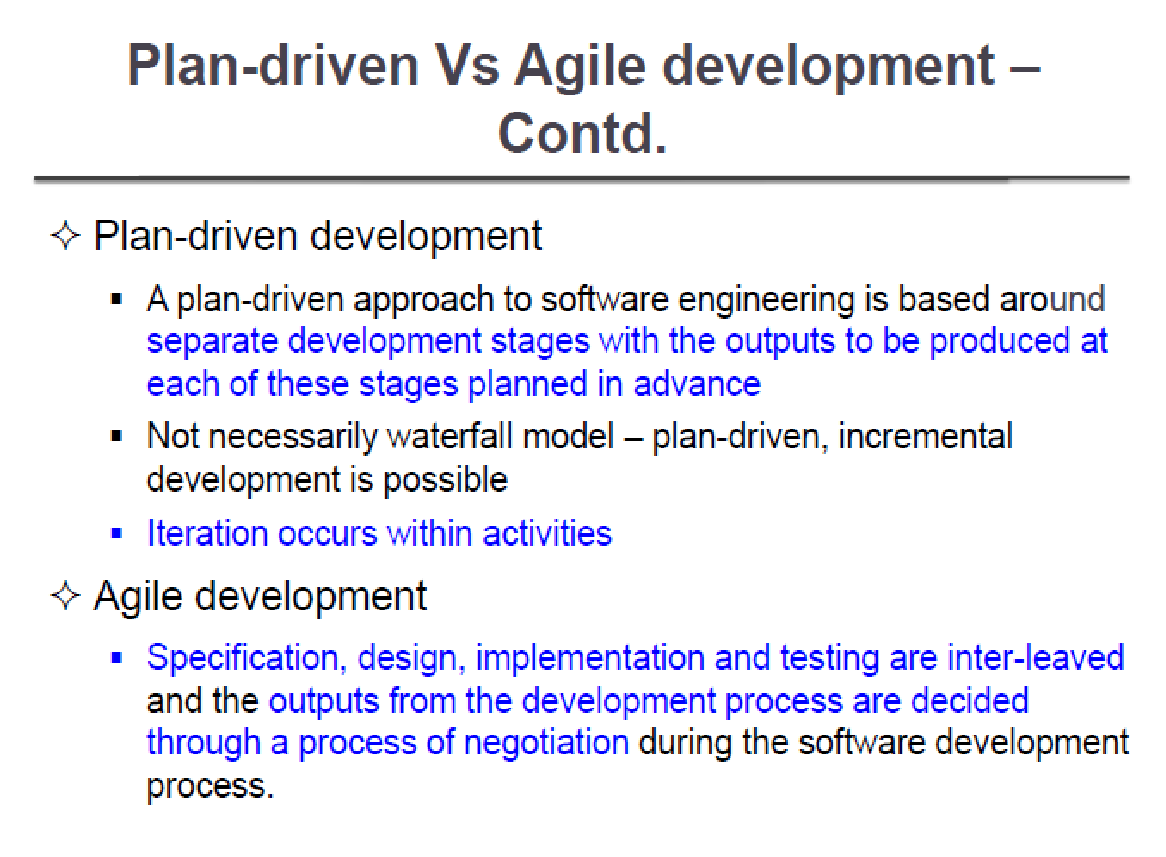 Plan-driven Vs Agile development –
Contd.
✧ Plan-driven development
▪ A plan-driven approach to software engineering is based around
separate development stages with the outputs to be produced at
each of these stages planned in advance
▪ Not necessarily waterfall model – plan-driven, incremental
development is possible
▪ Iteration occurs within activities
✧ Agile development
▪ Specification, design, implementation and testing are inter-leaved
and the outputs from the development process are decided
through a process of negotiation during the software development
process.